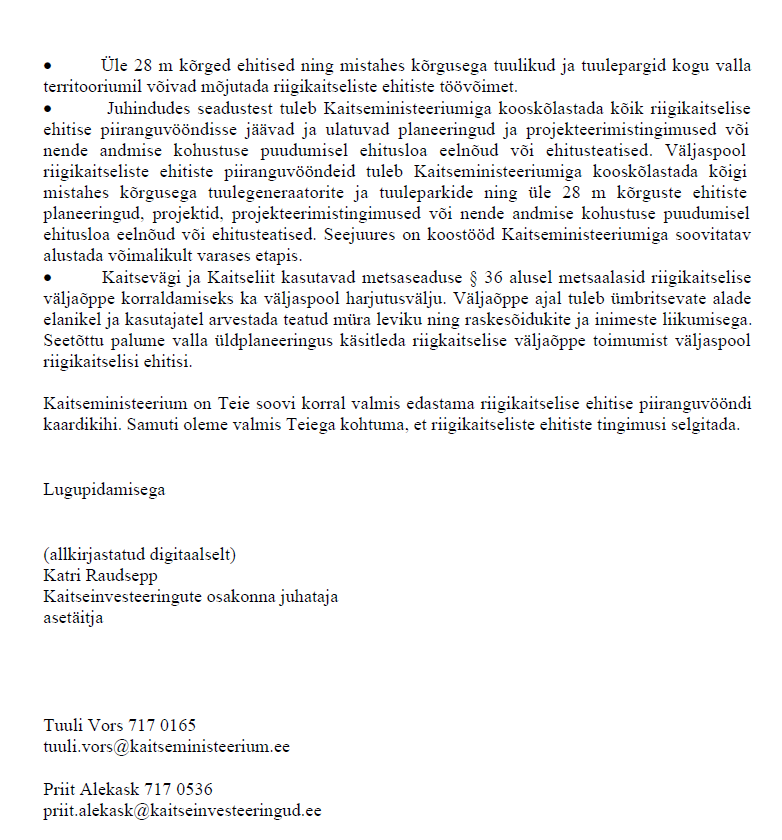 • Üle 28 m kõrged ehitised ning mistahes kõrgusega tuulikud ja tuulepargid kogu valla
territooriumil võivad mõjutada riigikaitseliste ehitiste töövõimet.
• Juhindudes seadustest tuleb Kaitseministeeriumiga kooskõlastada kõik riigikaitselise
ehitise piiranguvööndisse jäävad ja ulatuvad planeeringud ja projekteerimistingimused või
nende andmise kohustuse puudumisel ehitusloa eelnõud või ehitusteatised. Väljaspool
riigikaitseliste ehitiste piiranguvööndeid tuleb Kaitseministeeriumiga kooskõlastada kõigi
mistahes kõrgusega tuulegeneraatorite ja tuuleparkide ning üle 28 m kõrguste ehitiste
planeeringud, projektid, projekteerimistingimused või nende andmise kohustuse puudumisel
ehitusloa eelnõud või ehitusteatised. Seejuures on koostööd Kaitseministeeriumiga soovitatav
alustada võimalikult varases etapis.
• Kaitsevägi ja Kaitseliit kasutavad metsaseaduse § 36 alusel metsaalasid riigikaitselise
väljaõppe korraldamiseks ka väljaspool harjutusvälju. Väljaõppe ajal tuleb ümbritsevate alade
elanikel ja kasutajatel arvestada teatud müra leviku ning raskesõidukite ja inimeste liikumisega.
Seetõttu palume valla üldplaneeringus käsitleda riigkaitselise väljaõppe toimumist väljaspool
riigikaitselisi ehitisi.
Kaitseministeerium on Teie soovi korral valmis edastama riigikaitselise ehitise piiranguvööndi
kaardikihi. Samuti oleme valmis Teiega kohtuma, et riigikaitseliste ehitiste tingimusi selgitada.
Lugupidamisega
(allkirjastatud digitaalselt)
Katri Raudsepp
Kaitseinvesteeringute osakonna juhataja
asetäitja
Tuuli Vors 717 0165
tuuli.vors@kaitseministeerium.ee
Priit Alekask 717 0536
priit.alekask@kaitseinvesteeringud.ee